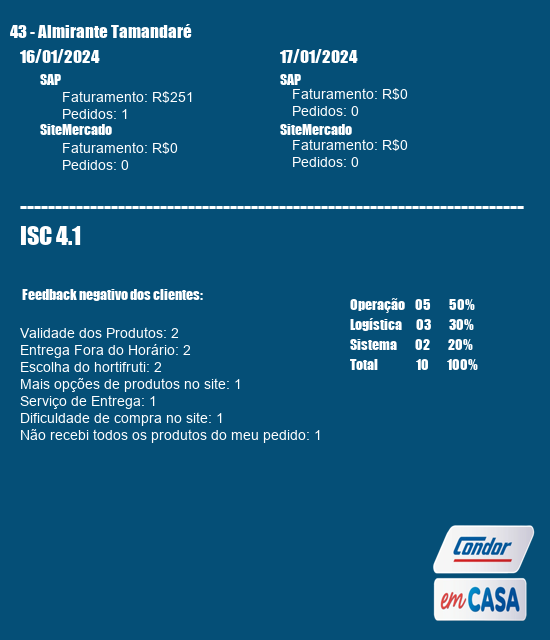 43 - Almirante Tamandaré
16/01/2024
SAP
Faturamento: R$251
Pedidos: 1
SiteMercado
Faturamento: R$0
Pedidos: 0
17/01/2024
SAP
Faturamento: R$0
Pedidos: 0
SiteMercado
Faturamento: R$0
Pedidos: 0
------------------------------------------------------------------------
ISC 4.1
Feedback negativo dos clientes:
Validade dos Produtos: 2
Entrega Fora do Horário: 2
Escolha do hortifruti: 2
Mais opções de produtos no site: 1
Serviço de Entrega: 1
Dificuldade de compra no site: 1
Não recebi todos os produtos do meu pedido: 1
Operação 05 50%
Logística 03 30%
Sistema 02 20%
Total 10 100%
Condor
em CASA